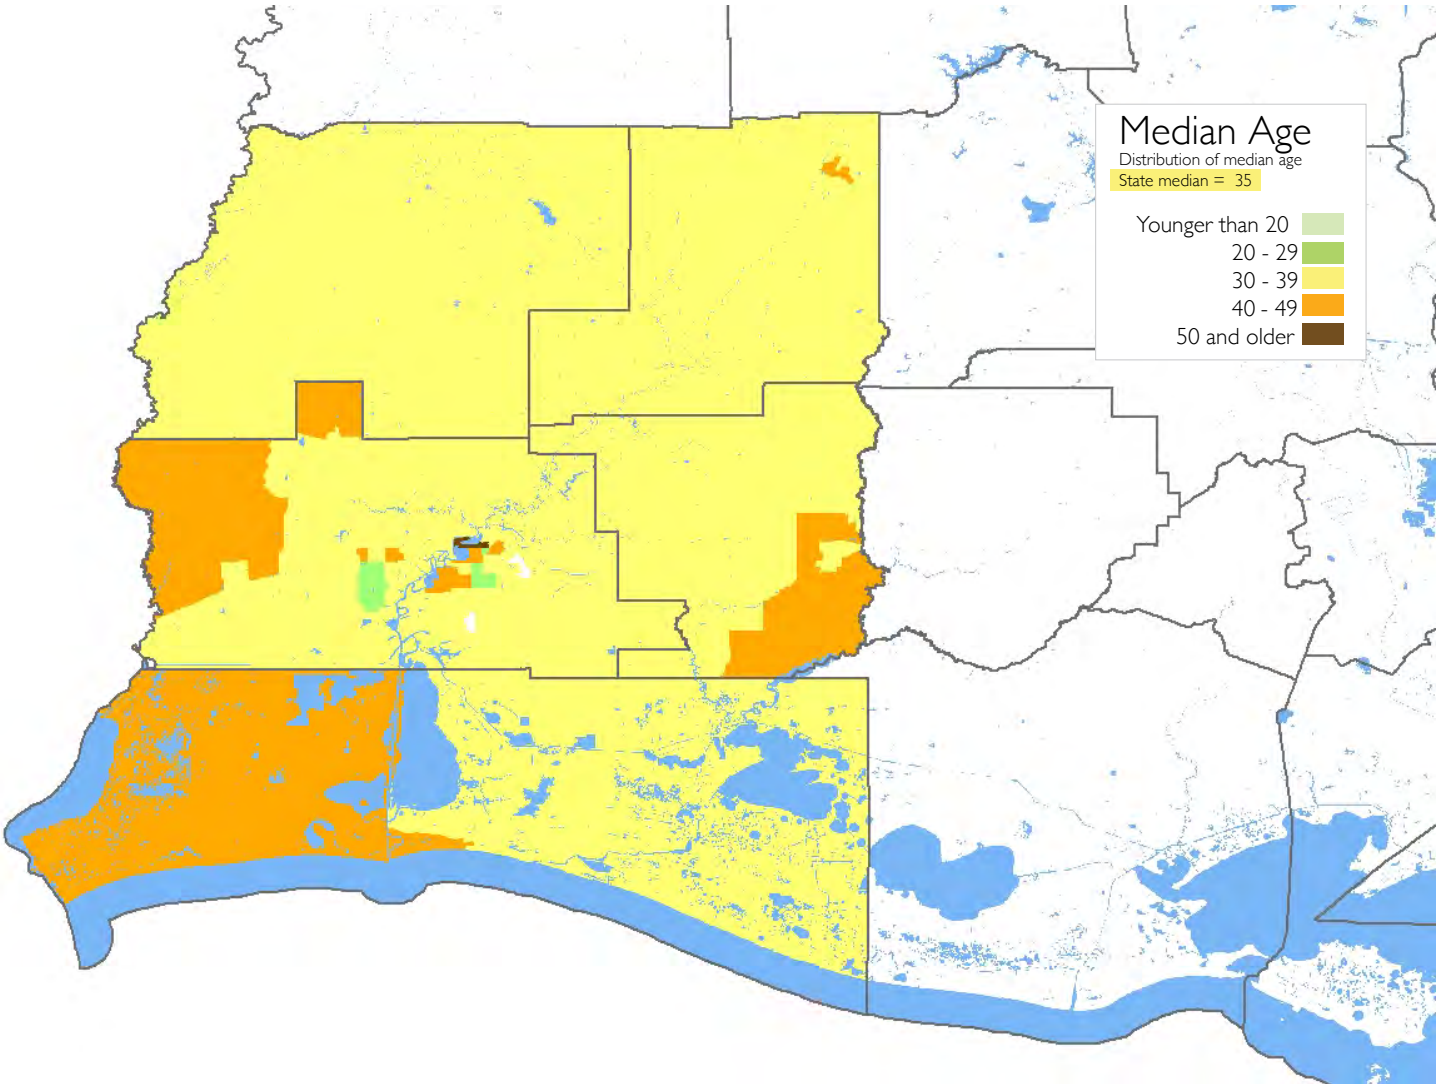 Median Age
Distribution of median age
State median = 35
Younger than 20
20 - 29
30 - 39
40 - 49
50 and older